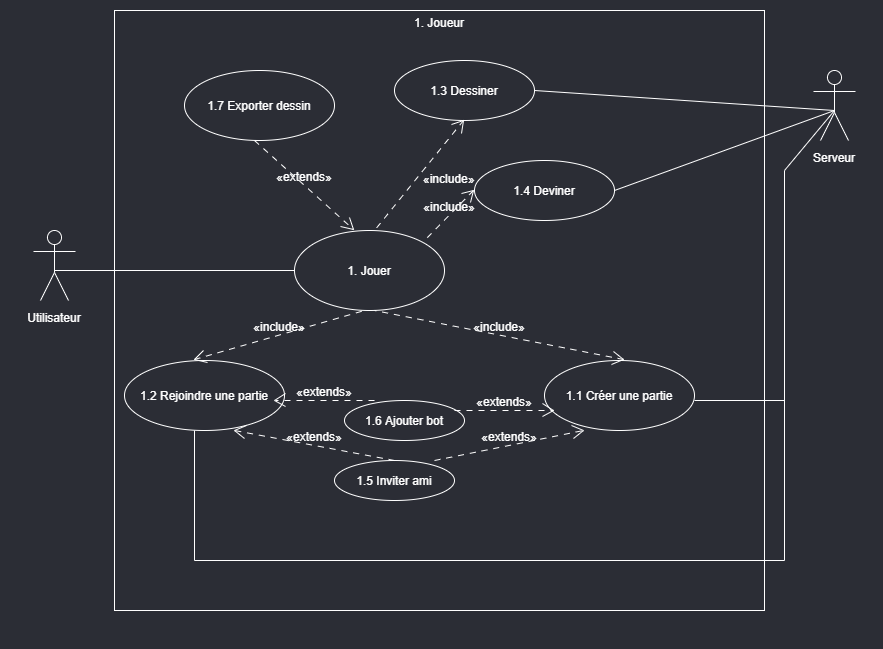 1. Joueur
1.7 Exporter dessin
1.3 Dessiner
«extends»
«include»
1.4 Deviner
«include»
Serveur
1. Jouer
Utilisateur
«include»
«include»
1.2 Rejoindre une partie
«extends»
1.6 Ajouter bot
«extends»
1.1 Créer une partie
«extends»
«extends»
1.5 Inviter ami